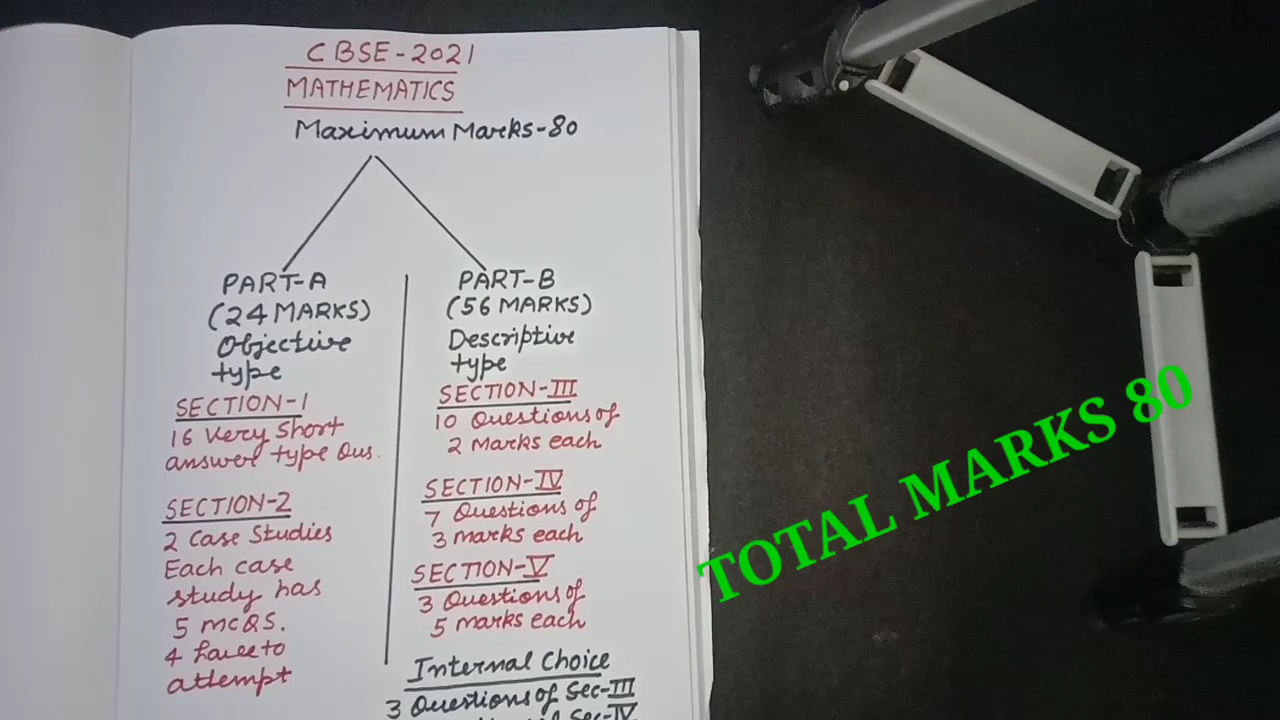 CBSE-2021
MATHEMATICS
Maximum Marks-80
PART-A
(24 MARKS)
Objective
type
SECTION-1
16 Very Short
answer type Qus.
SECTION-2
2 Case Studies
Each case
study has
5 MCQS.
4 have to
attempt
PART-B
(56 MARKS)
Descriptive
type
SECTION-III
10 Questions of
2 Marks each
SECTION-IV
7 Questions of
3 marks each
SECTION-V
3 Questions of
5 marks each
Internal Choice
3 Questions of Sec-III
Sec-IV
TOTAL MARKS 80